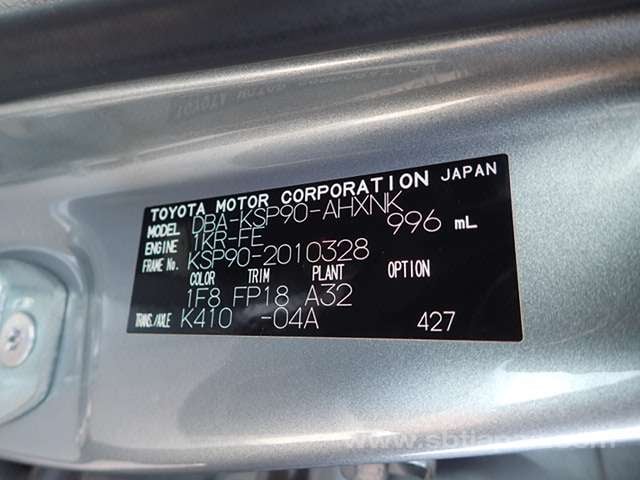 TOYOTA MOTOR CORPORATION JAPAN
MODEL DBA-KSP90-AHXNK
ENGINE 1KR-FE 996 mL
FRAME No. KSP90-2010328
COLOR TRIM PLANT OPTION
1F8 FP18 A32
TRANS./AXLE K410 -04A 427